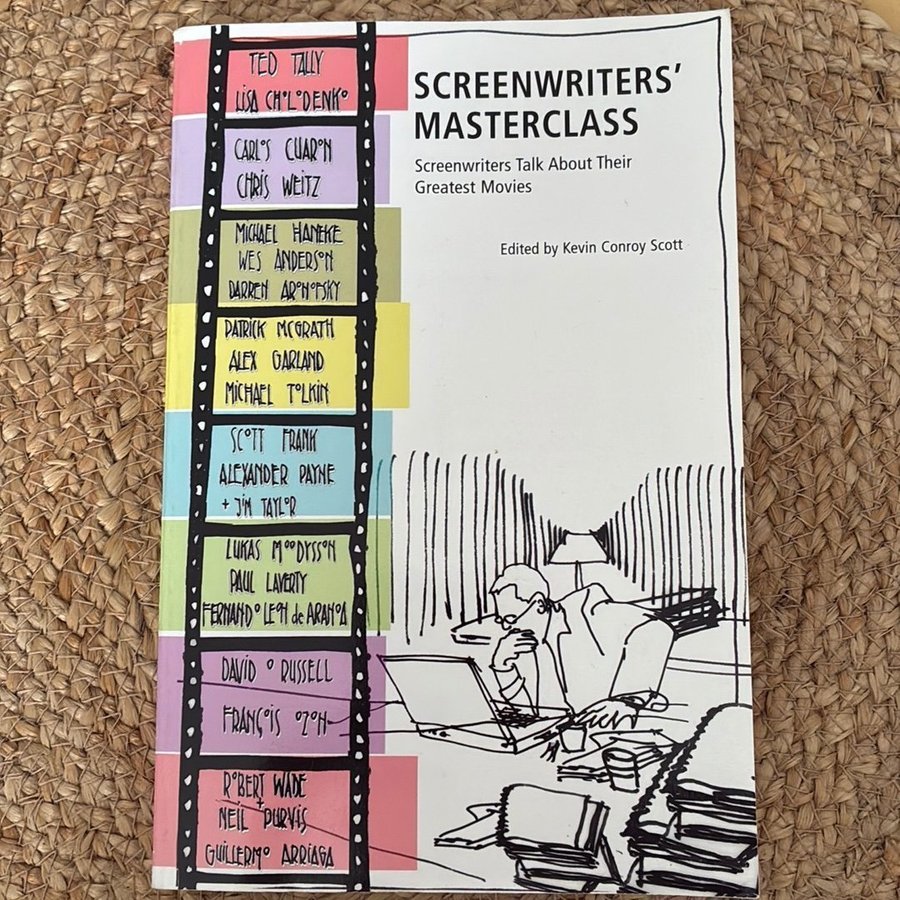 TED TALLY
LISA CHOLODENKO
CARLOS CUARON
CHRIS WEITZ
MICHAEL HANEKE
WES ANDERSON
DARREN ARONOFSKY
PATRICK MCGRATH
ALEX GARLAND
MICHAEL TOLKIN
SCOTT FRANK
ALEXANDER PAYNE
+ JIM TAYLOR
LUKAS MOODYSSON
PAUL LAVERTY
FERNANDO LEON de ARANOA
DAVID O RUSSELL
FRANÇOIS OZON
ROBERT WADE
+
NEIL PURVIS
GUILLERMO ARRIAGA
SCREENWRITERS'
MASTERCLASS
Screenwriters Talk About Their
Greatest Movies
Edited by Kevin Conroy Scott